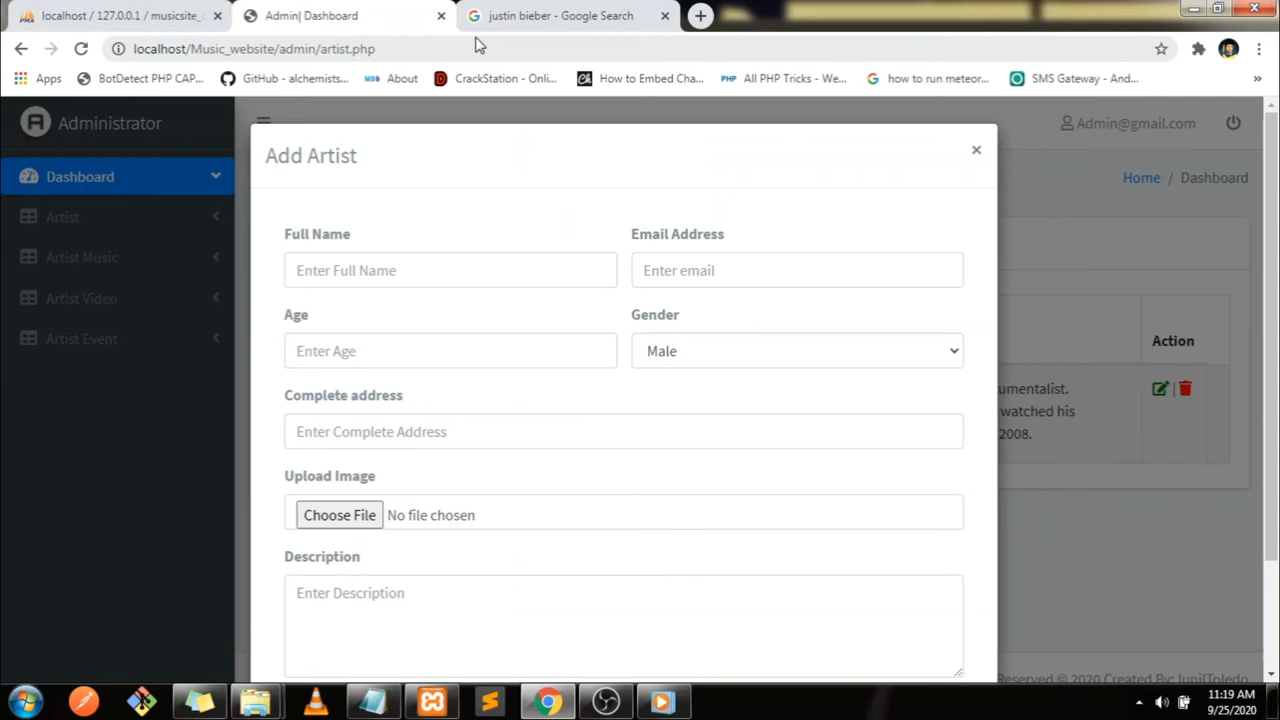 localhost / 127.0.0.1 / musicsite_
Admin| Dashboard
justin bieber - Google Search
localhost/Music_website/admin/artist.php
Apps
BotDetect PHP CAP...
GitHub - alchemists...
About
CrackStation - Onli...
How to Embed Cha...
PHP
All PHP Tricks - We...
how to run meteor...
SMS Gateway - And...
»
Administrator
Admin@gmail.com
Add Artist
×
Dashboard
Home / Dashboard
Artist
Artist Music
Artist Video
Artist Event
Full Name
Email Address
Enter Full Name
Enter email
Age
Gender
Enter Age
Male
Action
Complete address
umentalist.
watched his
2008.
Enter Complete Address
Upload Image
Choose File No file chosen
Description
Enter Description
Reserved © 2020 Created By:JunilToledo
11:19 AM
9/25/2020